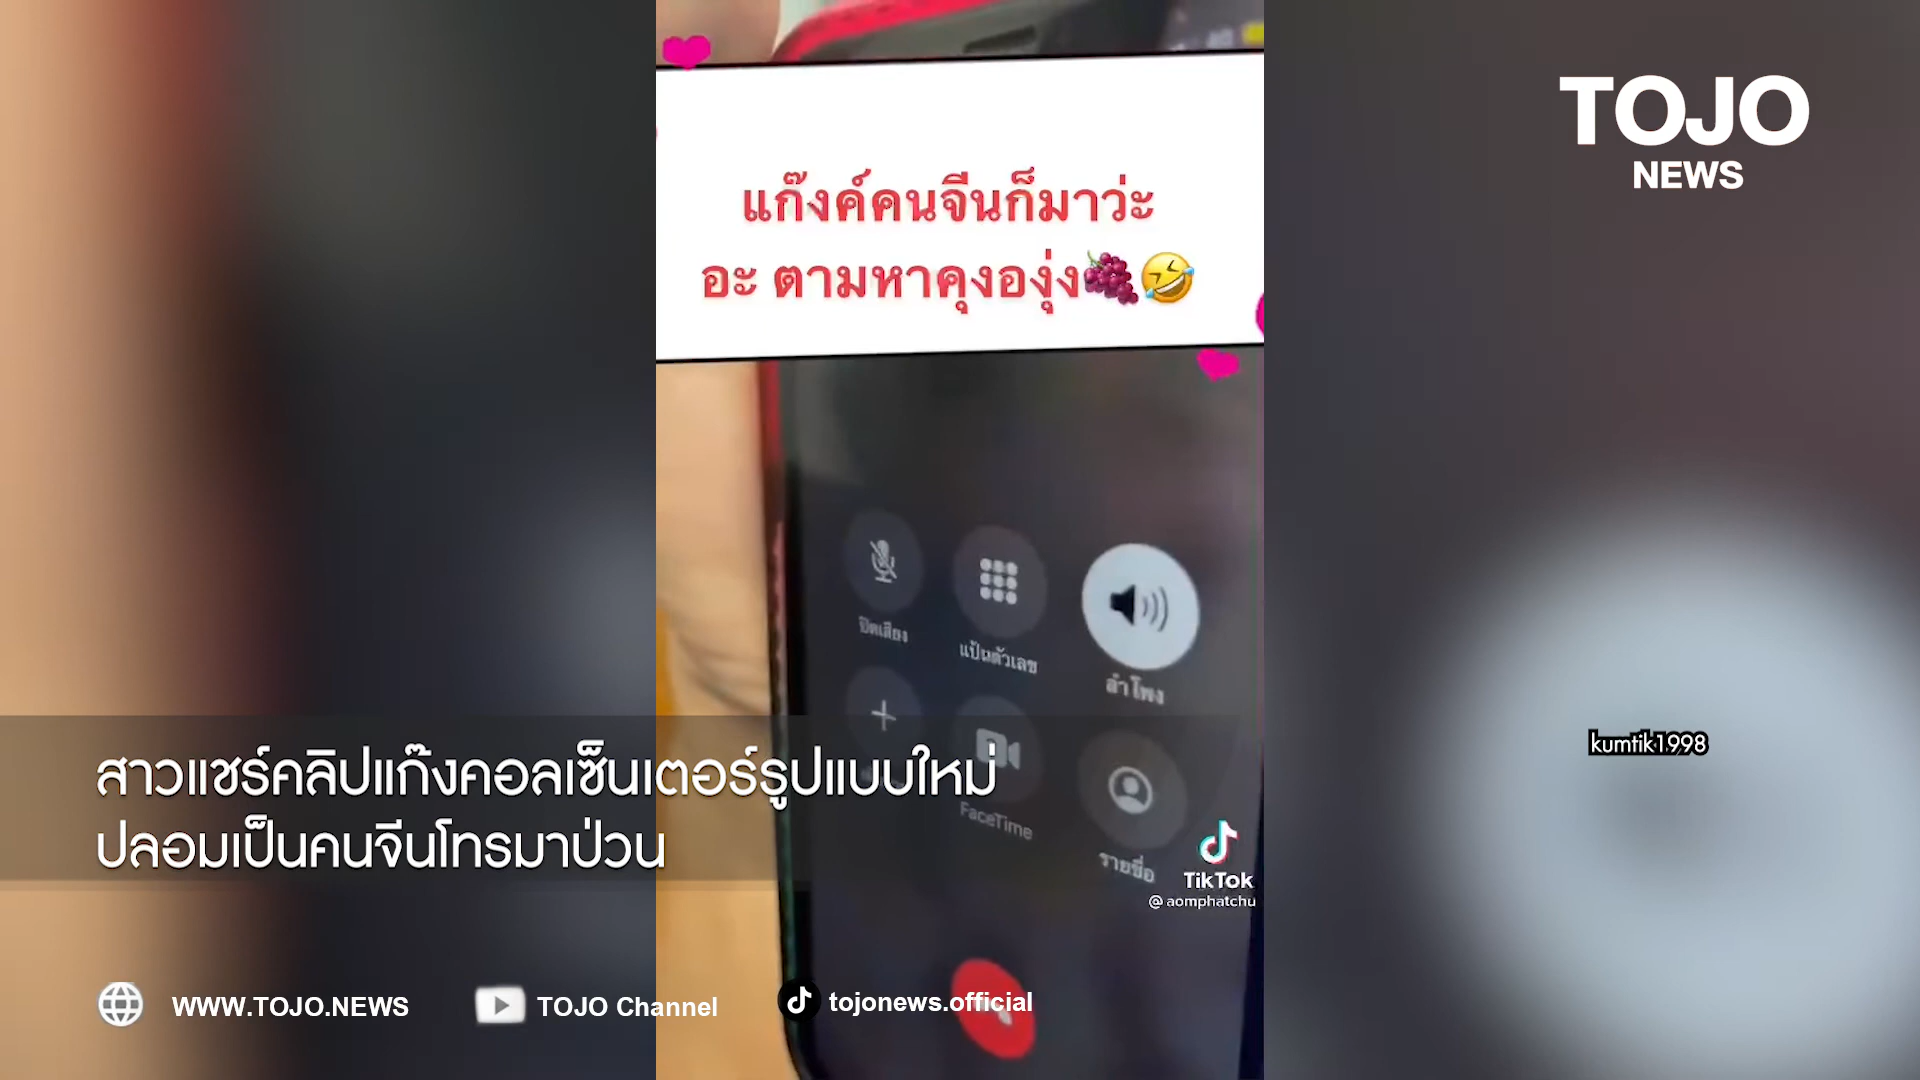 TOJO
NEWS
แก๊งค์คนจีนก็มาว่ะ
อะ ตามหาคุงองุ่ง🍇🤣
ปิดเสียง
แป้นตัวเลข
ลำโพง
FaceTime
รายชื่อ
สาวแชร์คลิปแก๊งคอลเซ็นเตอร์รูปแบบใหม่
ปลอมเป็นคนจีนโทรมาป่วน
kumtik1998
TikTok
@aomphatchu
WWW.TOJO.NEWS
TOJO Channel
tojonews.official